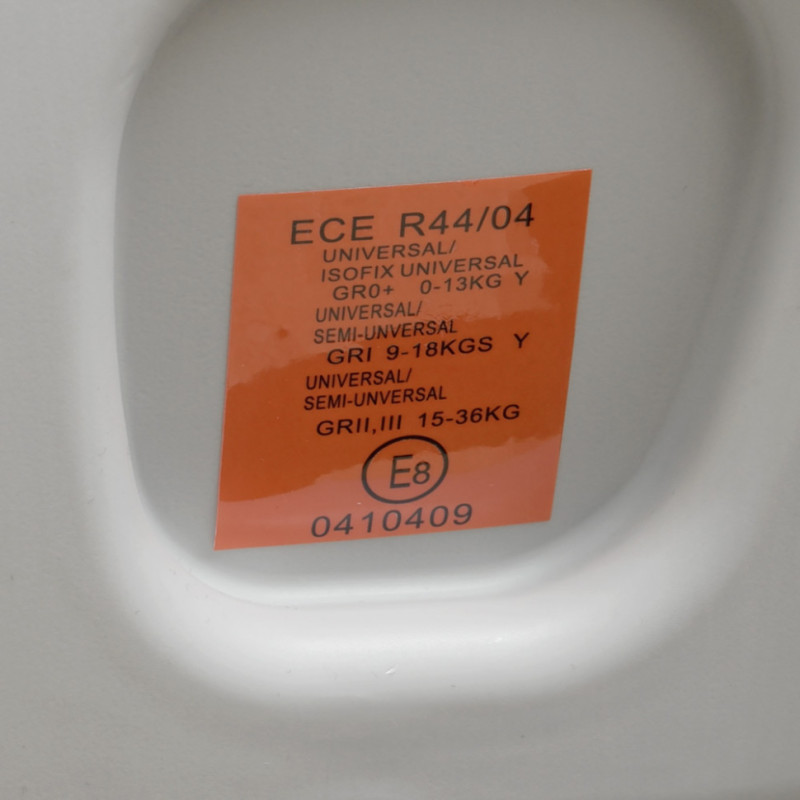 ECE R44/04
UNIVERSAL/
ISOFIX UNIVERSAL
GR0+ 0-13KG Y
UNIVERSAL/
SEMI-UNVERSAL
GRI 9-18KGS Y
UNIVERSAL/
SEMI-UNVERSAL
GRII,III 15-36KG
E8
0410409